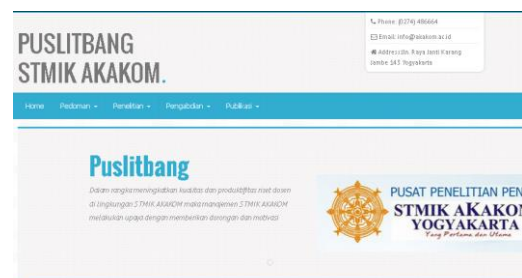 Phone: (0274) 486664
Email: info@akakom.ac.id
Address:Jln. Raya Janti Karang
Jambe 143 Yogyakarta
PUSLITBANG
STMIK AKAKOM.
Home Pedoman Penelitian Pengabdian Publikasi
Puslitbang
Dalam rangka meningkatkan kualitas dan produktifitas riset dosen
di lingkungan STMIK AKAKOM maka manajemen STMIK AKAKOM
melakukan upaya dengan memberikan dorongan dan motivasi
PUSAT PENELITIAN PEN
STMIK AKAKOM
YOGYAKARTA
Yang Pertama dan Utama